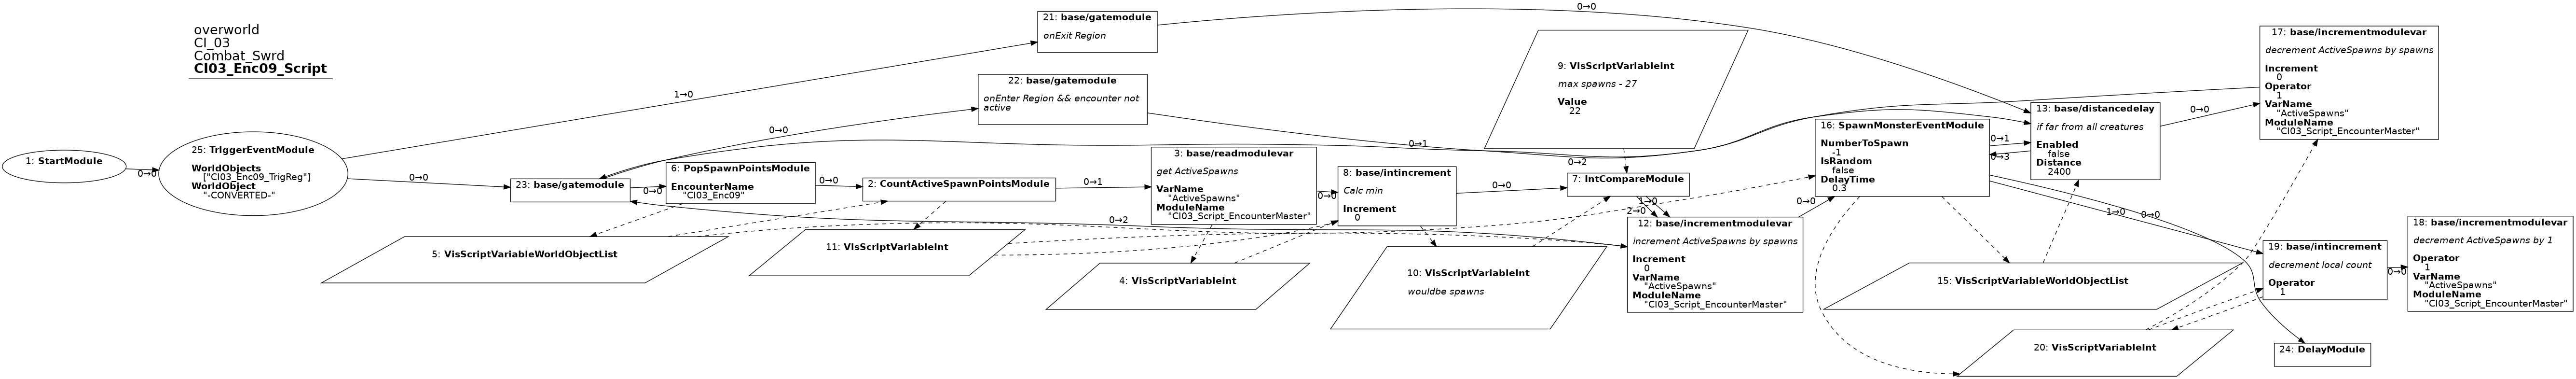 overworld
CI_03
Combat_Swrd
CI03_Enc09_Script
1: StartModule
0→0
25: TriggerEventModule
WorldObjects
["CI03_Enc09_TrigReg"]
WorldObject
"-CONVERTED-"
1→0
0→0
21: base/gatemodule
onExit Region
0→0
22: base/gatemodule
onEnter Region && encounter not
active
0→0
0→1
23: base/gatemodule
0→0
6: PopSpawnPointsModule
EncounterName
"CI03_Enc09"
0→0
2: CountActiveSpawnPointsModule
0→1
3: base/readmodulevar
get ActiveSpawns
VarName
"ActiveSpawns"
ModuleName
"CI03_Script_EncounterMaster"
0→0
8: base/intincrement
Calc min
Increment
0
0→0
9: VisScriptVariableInt
max spawns - 27
Value
22
0→2
7: IntCompareModule
1→0
2→0
0→2
12: base/incrementmodulevar
increment ActiveSpawns by spawns
Increment
0
VarName
"ActiveSpawns"
ModuleName
"CI03_Script_EncounterMaster"
0→0
16: SpawnMonsterEventModule
NumberToSpawn
-1
IsRandom
false
DelayTime
0.3
0→1
0→3
13: base/distancedelay
if far from all creatures
Enabled
false
Distance
2400
0→0
17: base/incrementmodulevar
decrement ActiveSpawns by spawns
Increment
0
Operator
1
VarName
"ActiveSpawns"
ModuleName
"CI03_Script_EncounterMaster"
1→0
0→0
19: base/intincrement
decrement local count
Operator
1
0→0
18: base/incrementmodulevar
decrement ActiveSpawns by 1
Operator
1
VarName
"ActiveSpawns"
ModuleName
"CI03_Script_EncounterMaster"
5: VisScriptVariableWorldObjectList
11: VisScriptVariableInt
4: VisScriptVariableInt
10: VisScriptVariableInt
wouldbe spawns
15: VisScriptVariableWorldObjectList
20: VisScriptVariableInt
24: DelayModule